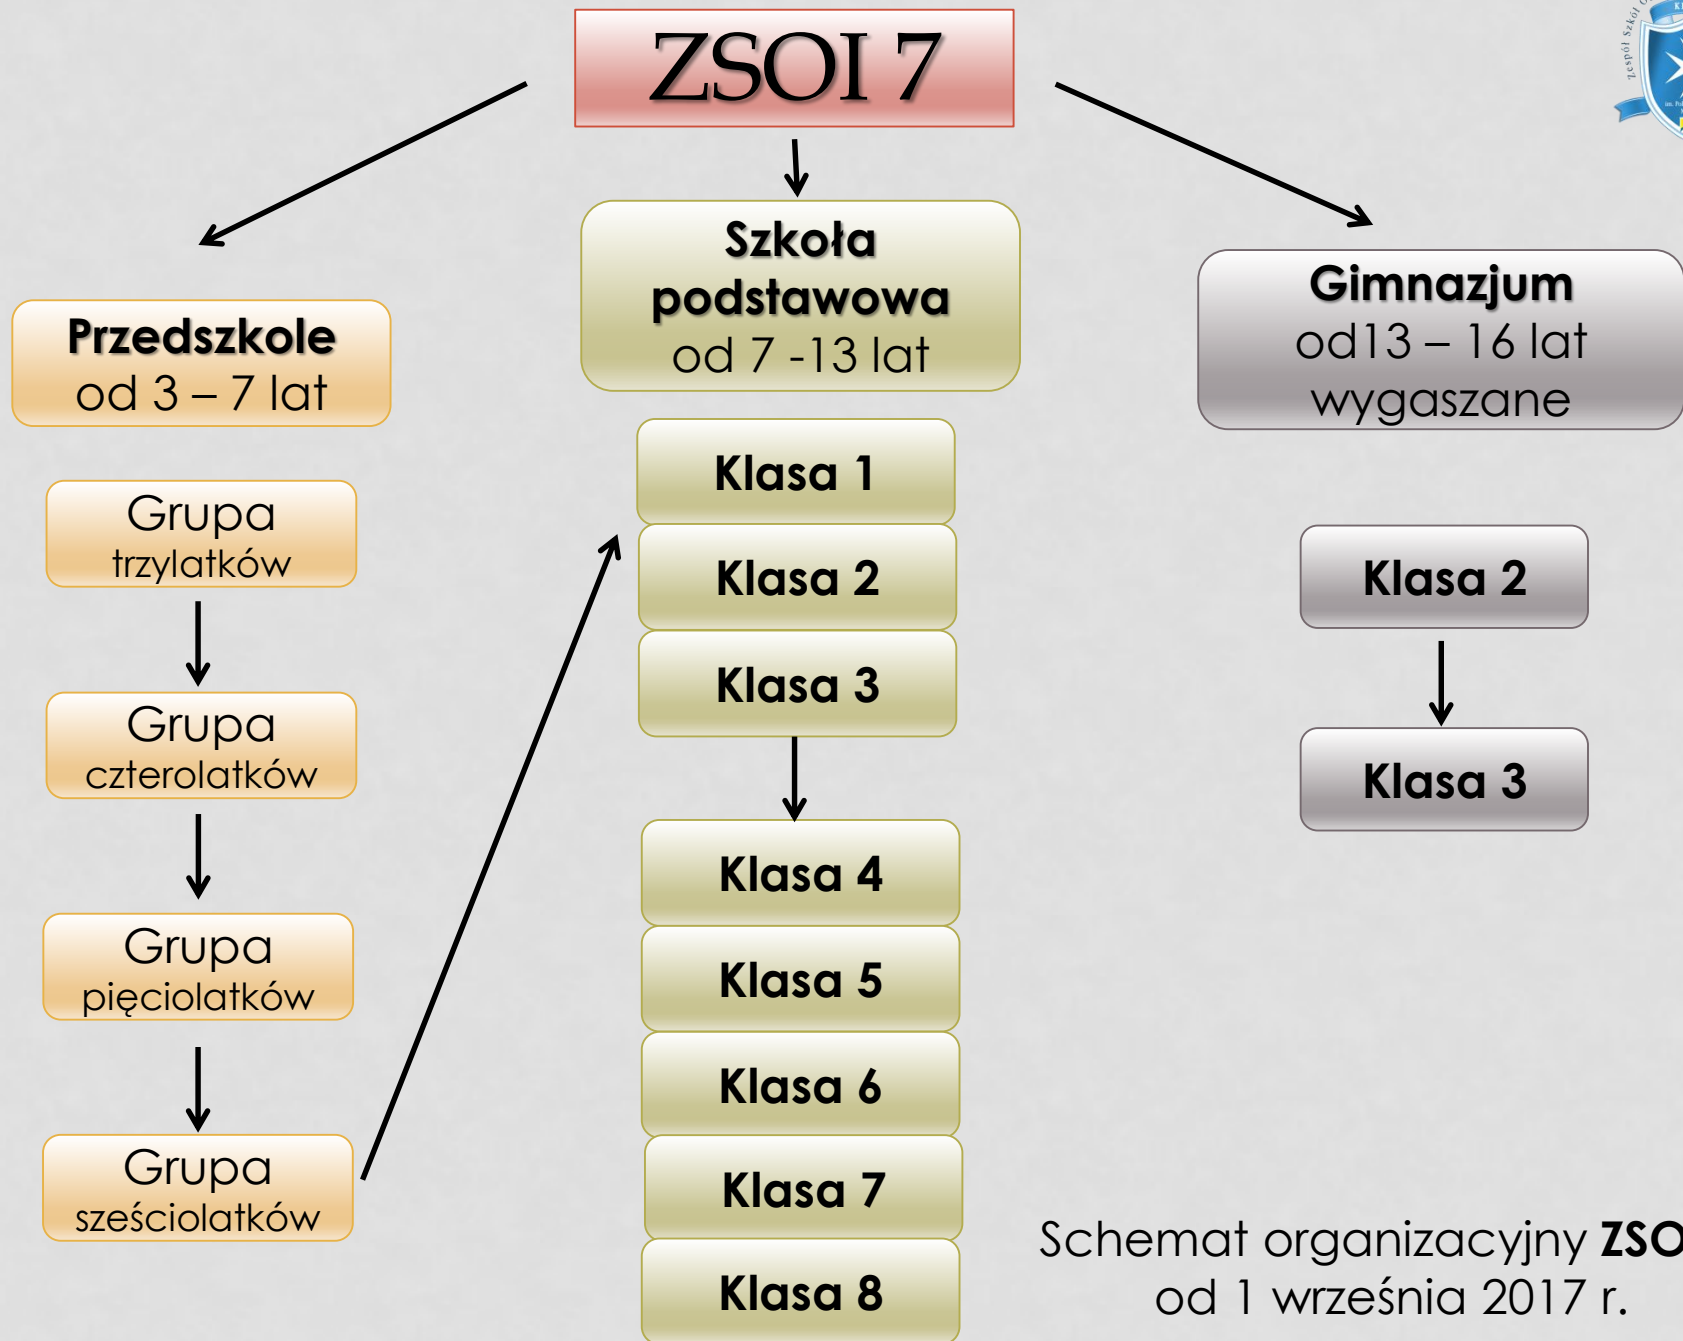 ZSOI 7
Przedszkole
od 3 – 7 lat
Grupa
trzylatków
Grupa
czterolatków
Grupa
pięciolatków
Grupa
sześciolatków
Szkoła
podstawowa
od 7 -13 lat
Klasa 1
Klasa 2
Klasa 3
Klasa 4
Klasa 5
Klasa 6
Klasa 7
Klasa 8
Gimnazjum
od13 – 16 lat
wygaszane
Klasa 2
Klasa 3
Zespół Szkół
Schemat organizacyjny ZSO
od 1 września 2017 r.